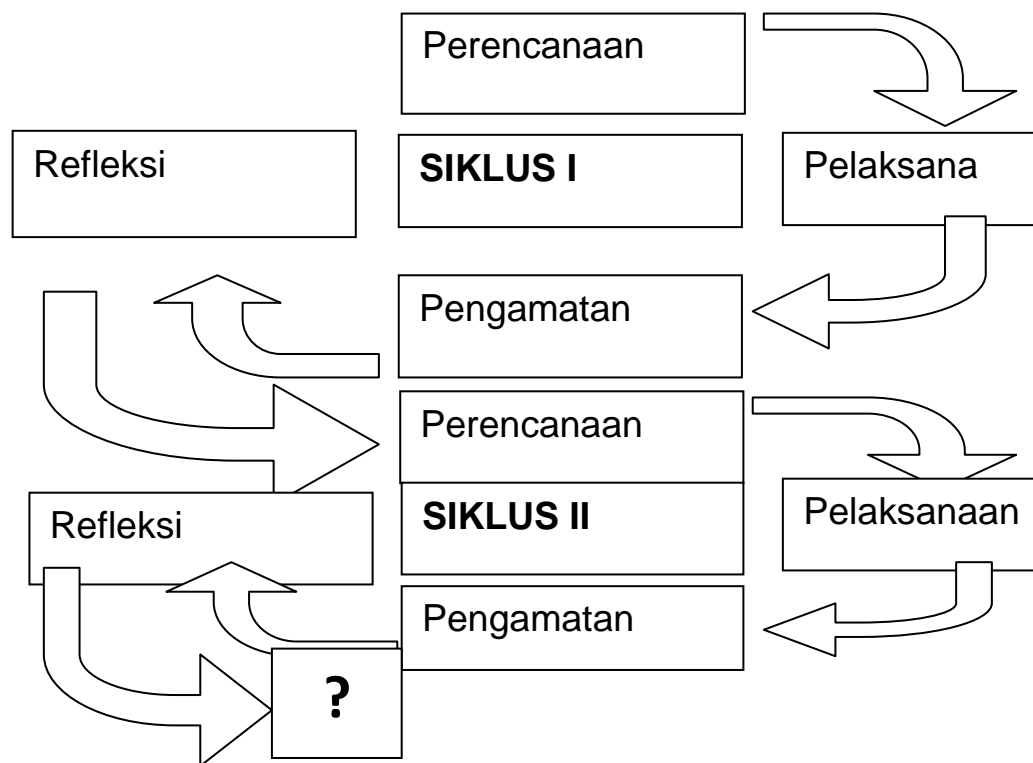 Perencanaan
Refleksi
SIKLUS I
Pelaksana
Pengamatan
Perencanaan
Refleksi
SIKLUS II
Pelaksanaan
Pengamatan
?